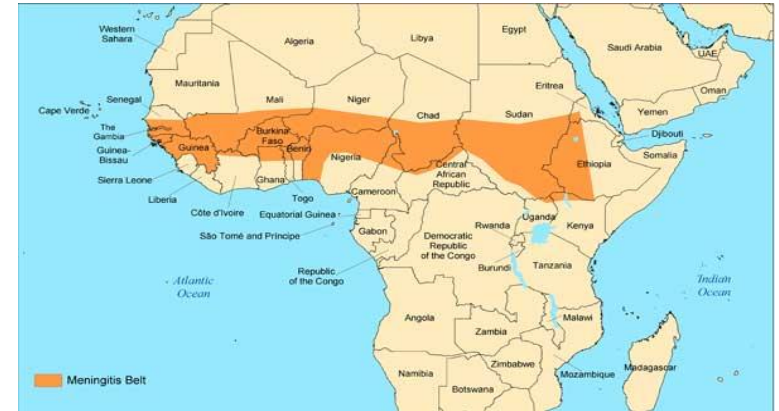 Western
Sahara
Algeria
Libya
Egypt
Saudi Arabia
UAE
Oman
Mauritania
Mali
Niger
Chad
Sudan
Eritrea
Yemen
Cape Verde
Senegal
The
Gambia
Guinea-
Bissau
Guinea
Burkina
Faso
Benin
Nigeria
Djibouti
Ethiopia
Somalia
Sierra Leone
Liberia
Ghana
Togo
Cameroon
Central
African
Republic
Côte d'Ivoire
Equatorial Guinea
São Tomé and Príncipe
Gabon
Republic
of the Congo
Democratic
Republic
of the Congo
Rwanda
Uganda
Kenya
Burundi
Tanzania
Atlantic
Ocean
Indian
Ocean
Angola
Zambia
Malawi
Namibia
Zimbabwe
Botswana
Mozambique
Madagascar
Meningitis Belt